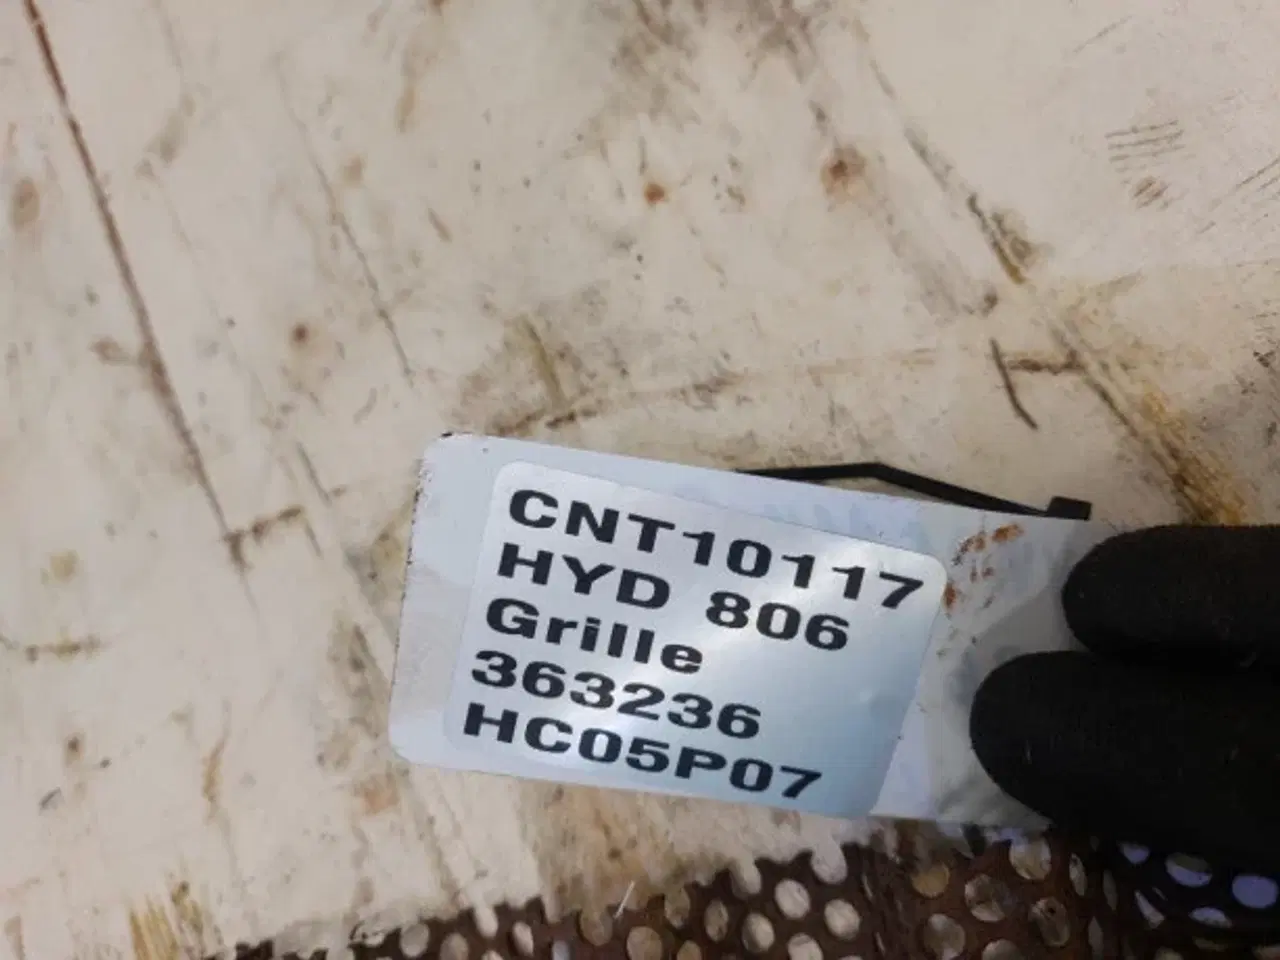 CNT10117
HYD 806
Grille
363236
HC05P07